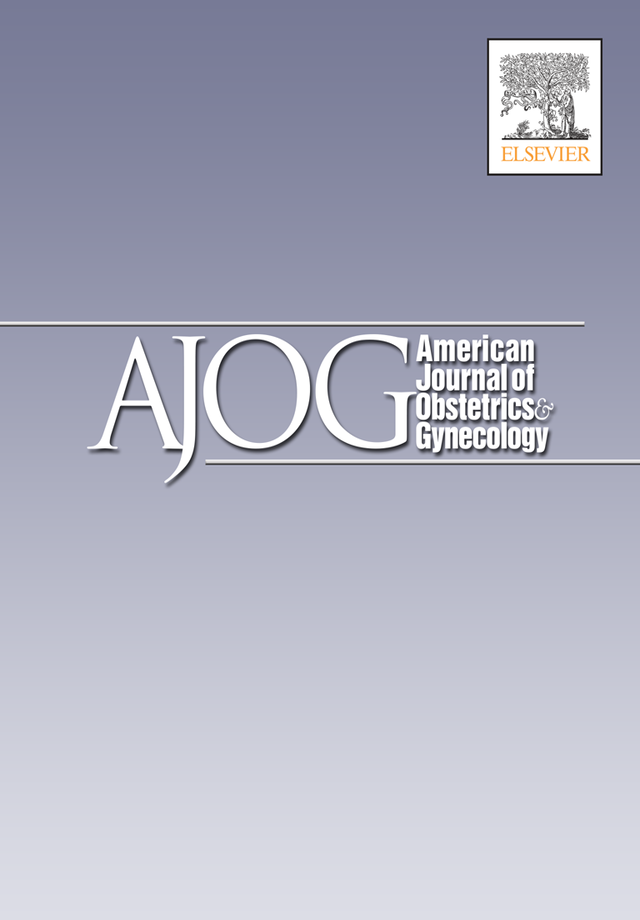 ELSEVIER
AJOG
American
Journal of
Obstetrics&
Gynecology